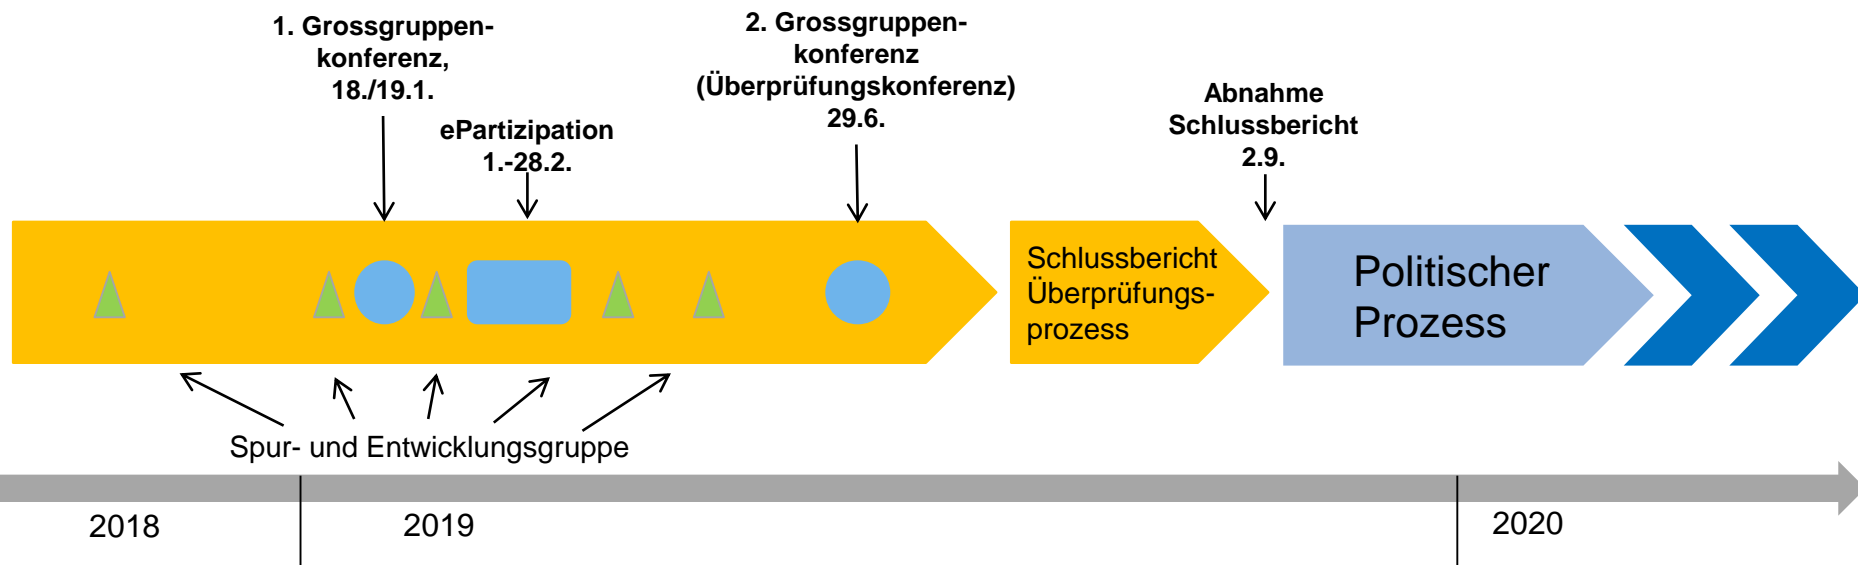 1. Grossgruppen-
konferenz,
18./19.1.
ePartizipation
1.-28.2.
2. Grossgruppen-
konferenz
(Überprüfungskonferenz)
29.6.
Abnahme
Schlussbericht
2.9.
Schlussbericht
Überprüfungs-
prozess
Politischer
Prozess
Spur- und Entwicklungsgruppe
2018
2019
2020